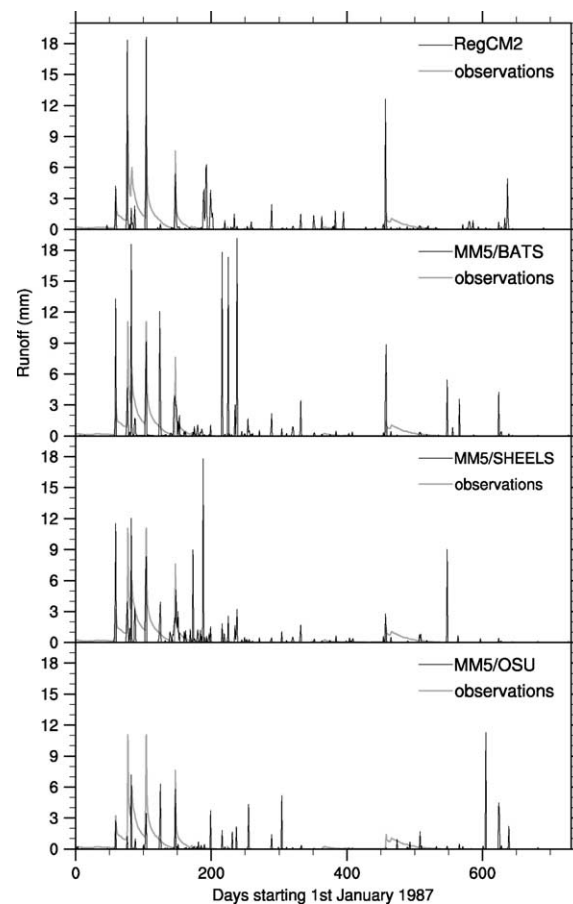 18
15
12
9
6
3
0
RegCM2
observations
18
15
12
9
6
3
0
MM5/BATS
observations
Runoff (mm)
18
15
12
9
6
3
0
MM5/SHEELS
observations
18
15
12
9
6
3
0
MM5/OSU
observations
0 200 400 600
Days starting 1st January 1987